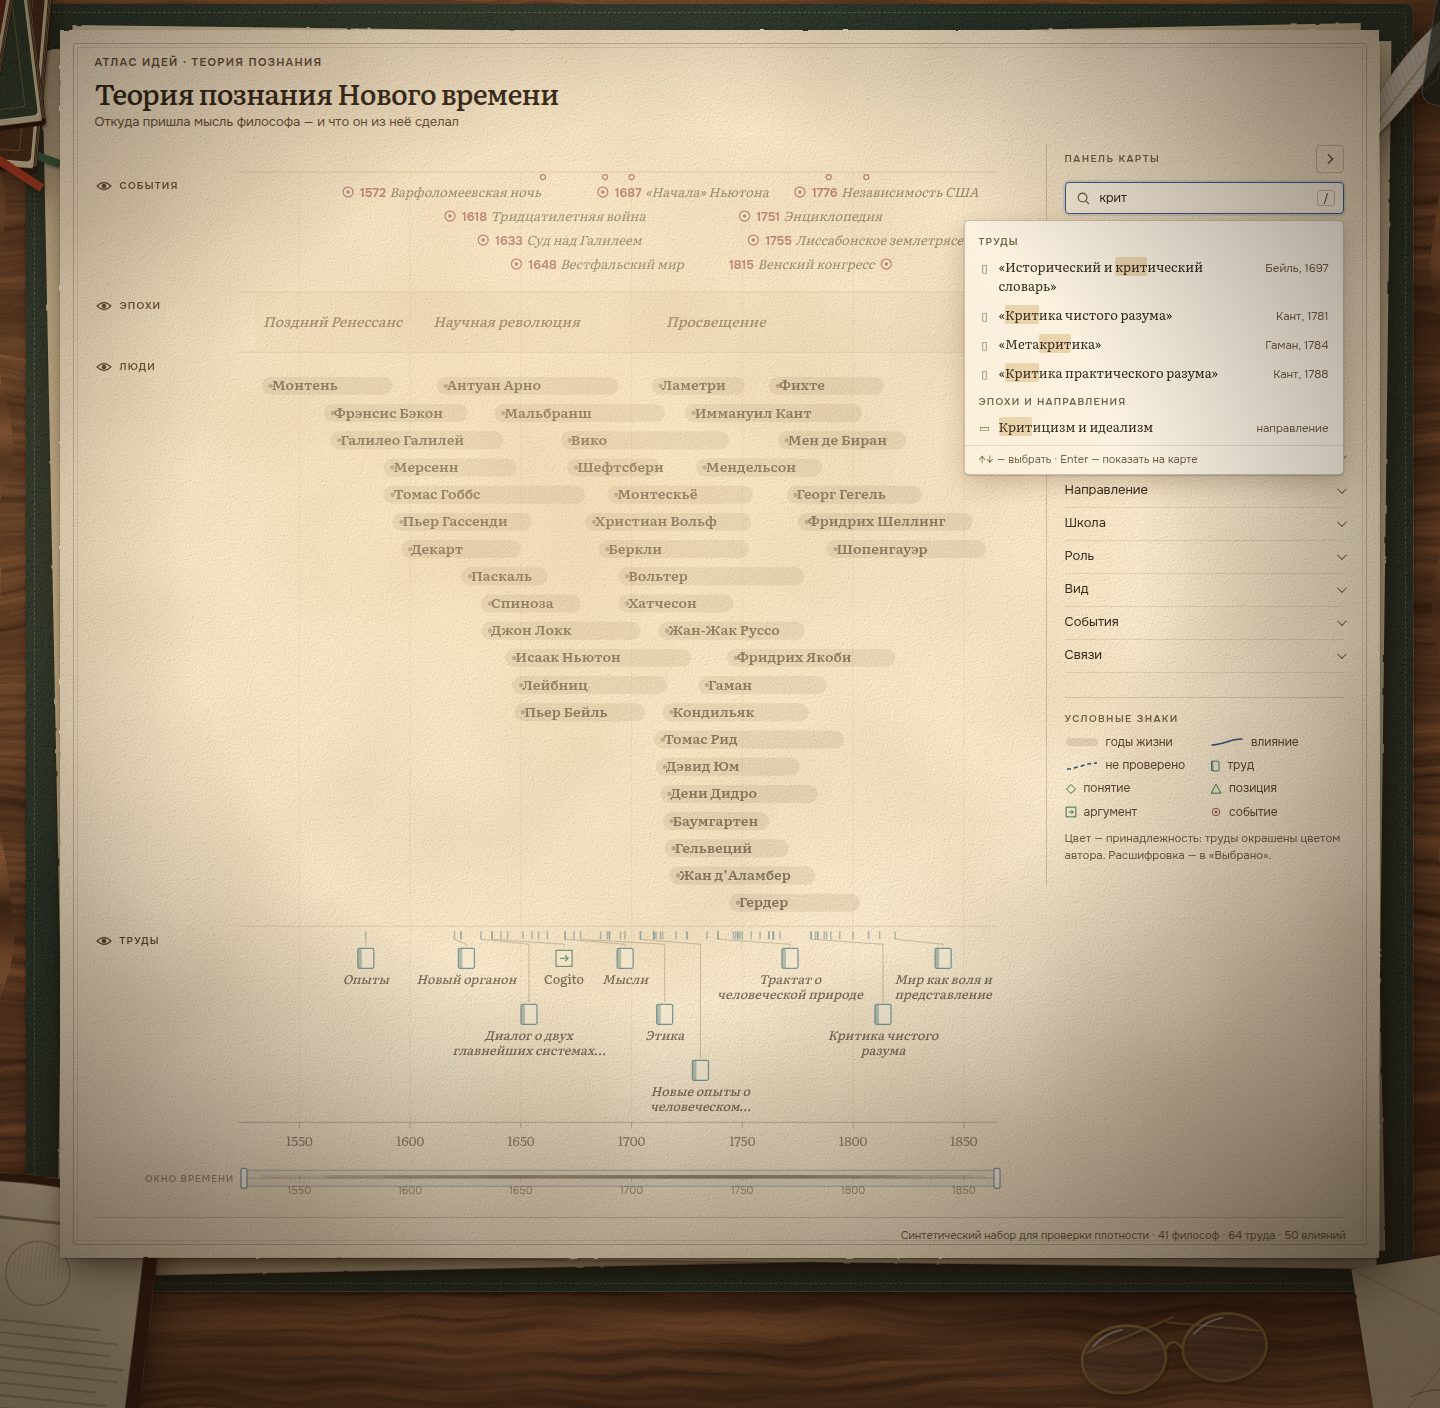 АТЛАС ИДЕЙ · ТЕОРИЯ ПОЗНАНИЯ
Теория познания Нового времени
Откуда пришла мысль философа — и что он из неё сделал
СОБЫТИЯ
1572 Варфоломеевская ночь
1687 «Начала» Ньютона
1776 Независимость США
1618 Тридцатилетняя война
1751 Энциклопедия
1633 Суд над Галилеем
1755 Лиссабонское землетрясе
1648 Вестфальский мир
1815 Венский конгресс
ЭПОХИ
Поздний Ренессанс
Научная революция
Просвещение
ЛЮДИ
Монтень
Антуан Арно
Ламетри
Фихте
Фрэнсис Бэкон
Мальбранш
Иммануил Кант
Галилео Галилей
Вико
Мен де Биран
Мерсенн
Шефтсбери
Мендельсон
Томас Гоббс
Монтескьё
Георг Гегель
Пьер Гассенди
Христиан Вольф
Фридрих Шеллинг
Декарт
Беркли
Шопенгауэр
Паскаль
Вольтер
Спиноза
Хатчесон
Джон Локк
Жан-Жак Руссо
Исаак Ньютон
Фридрих Якоби
Лейбниц
Гаман
Пьер Бейль
Кондильяк
Томас Рид
Дэвид Юм
Дени Дидро
Баумгартен
Гельвеций
Жан д’Аламбер
Гердер
ТРУДЫ
Опыты
Новый органон
Cogito
Мысли
Трактат о
человеческой природе
Мир как воля и
представление
Диалог о двух
главнейших системах…
Этика
Критика чистого
разума
Новые опыты о
человеческом…
1550
1600
1650
1700
1750
1800
1850
ОКНО ВРЕМЕНИ
1550
1600
1650
1700
1750
1800
1850
ПАНЕЛЬ КАРТЫ
крит
/
ТРУДЫ
«Исторический и критический
словарь»
Бейль, 1697
«Критика чистого разума»
Кант, 1781
«Метакритика»
Гаман, 1784
«Критика практического разума»
Кант, 1788
ЭПОХИ И НАПРАВЛЕНИЯ
Критицизм и идеализм
направление
↑↓ — выбрать · Enter — показать на карте
Направление
Школа
Роль
Вид
События
Связи
УСЛОВНЫЕ ЗНАКИ
годы жизни
влияние
не проверено
труд
понятие
позиция
аргумент
событие
Цвет — принадлежность: труды окрашены цветом
автора. Расшифровка — в «Выбрано».
Синтетический набор для проверки плотности · 41 философ · 64 труда · 50 влияний